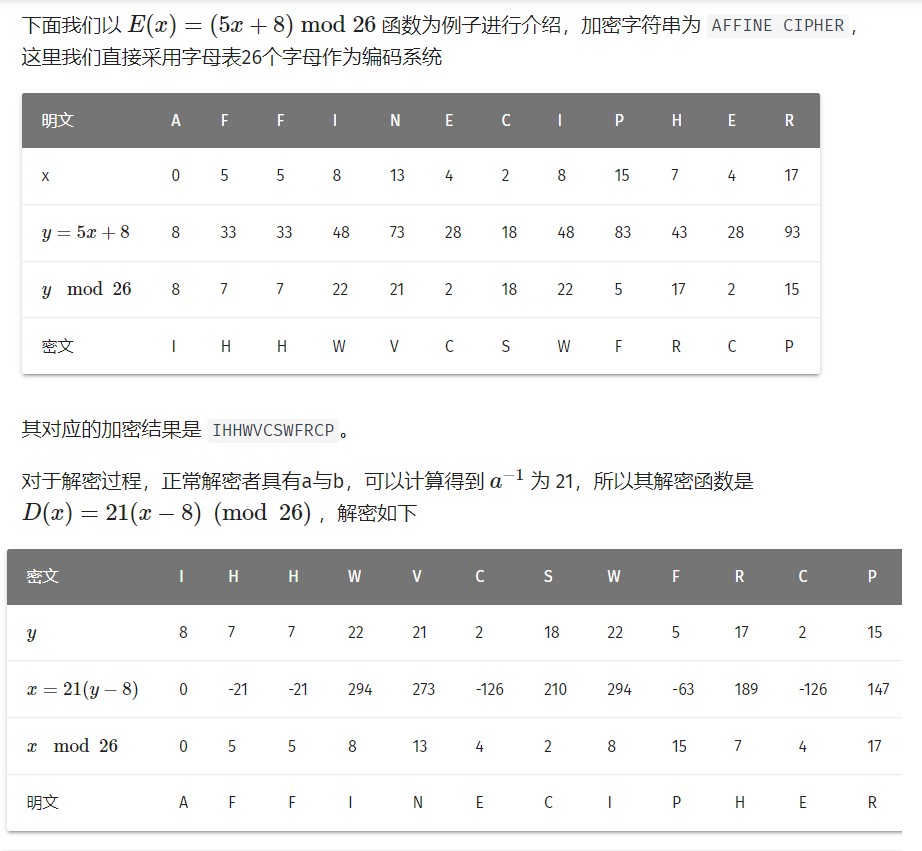 下面我们以 E(x) = (5x + 8) mod 26 函数为例子进行介绍，加密字符串为 AFFINE CIPHER ，
这里我们直接采用字母表26个字母作为编码系统
明文 A F F I N E C I P H E R
x 0 5 5 8 13 4 2 8 15 7 4 17
y = 5x + 8 8 33 33 48 73 28 18 48 83 43 28 93
y mod 26 8 7 7 22 21 2 18 22 5 17 2 15
密文 I H H W V C S W F R C P
其对应的加密结果是 IHHWVCSWFRCP 。
对于解密过程，正常解密者具有a与b，可以计算得到 a⁻¹ 为 21，所以其解密函数是
D(x) = 21(x − 8) (mod 26) ，解密如下
密文 I H H W V C S W F R C P
y 8 7 7 22 21 2 18 22 5 17 2 15
x = 21(y − 8) 0 -21 -21 294 273 -126 210 294 -63 189 -126 147
x mod 26 0 5 5 8 13 4 2 8 15 7 4 17
明文 A F F I N E C I P H E R